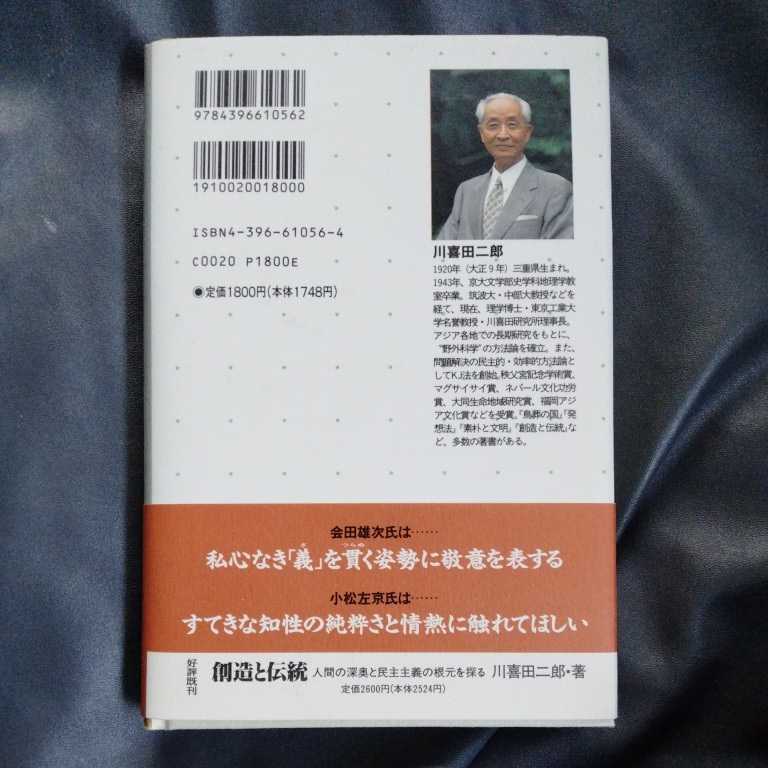 9784396610562
1910020018000
ISBN4-396-61056-4
C0020 P1800E
●定価1800円(本体1748円)
川喜田二郎
1920年（大正9年）三重県生まれ。
1943年、京大文学部史学科地理学教
室卒業。筑波大・中部大教授などを
経て、現在、理学博士・東京工業大
学名誉教授・川喜田研究所理事長。
アジア各地での長期研究をもとに、
“野外科学”の方法論を確立。また、
問題解決の民主的・効率的方法論と
してKJ法を創始。秩父宮記念学術賞、
マグサイサイ賞、ネパール文化功労
賞、大同生命地域研究賞、福岡アジ
ア文化賞などを受賞。『鳥葬の国』『発
想法』『素朴と文明』『創造と伝統』な
ど、多数の著書がある。
会田雄次氏は……
私心なき「義」を貫く姿勢に敬意を表する
小松左京氏は……
すてきな知性の純粋さと情熱に触れてほしい
好評既刊
創造と伝統 人間の深奥と民主主義の根元を探る 川喜田二郎・著
定価2600円(本体2524円)